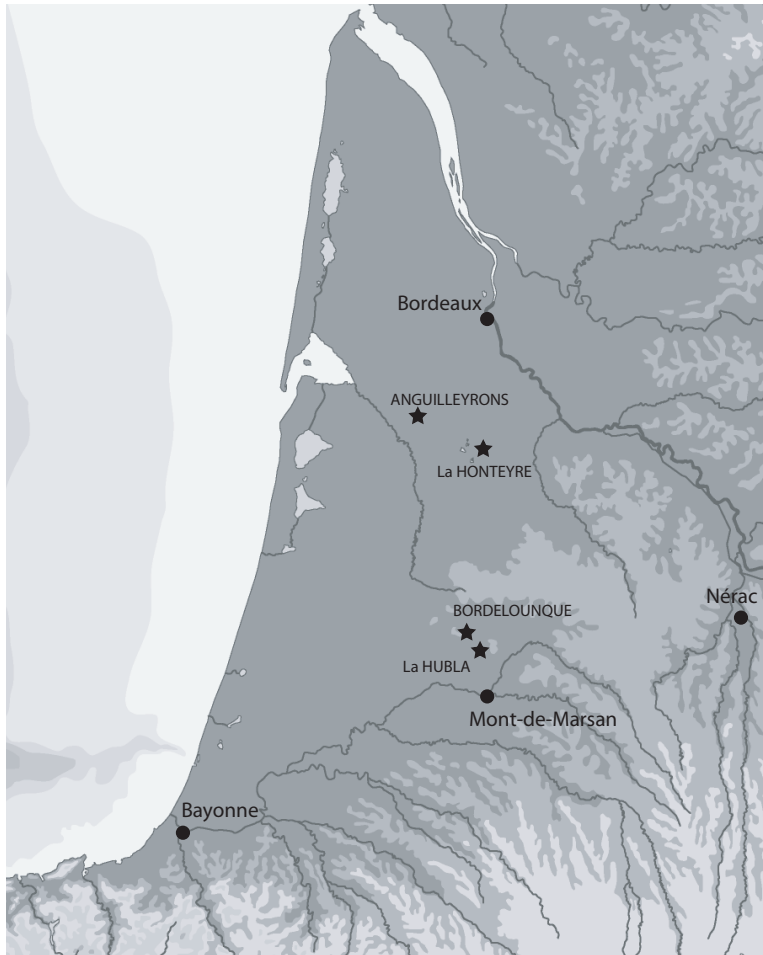 Bordeaux
ANGUILLEYRONS
La HONTEYRE
Nérac
BORDELOUNQUE
La HUBLA
Mont-de-Marsan
Bayonne